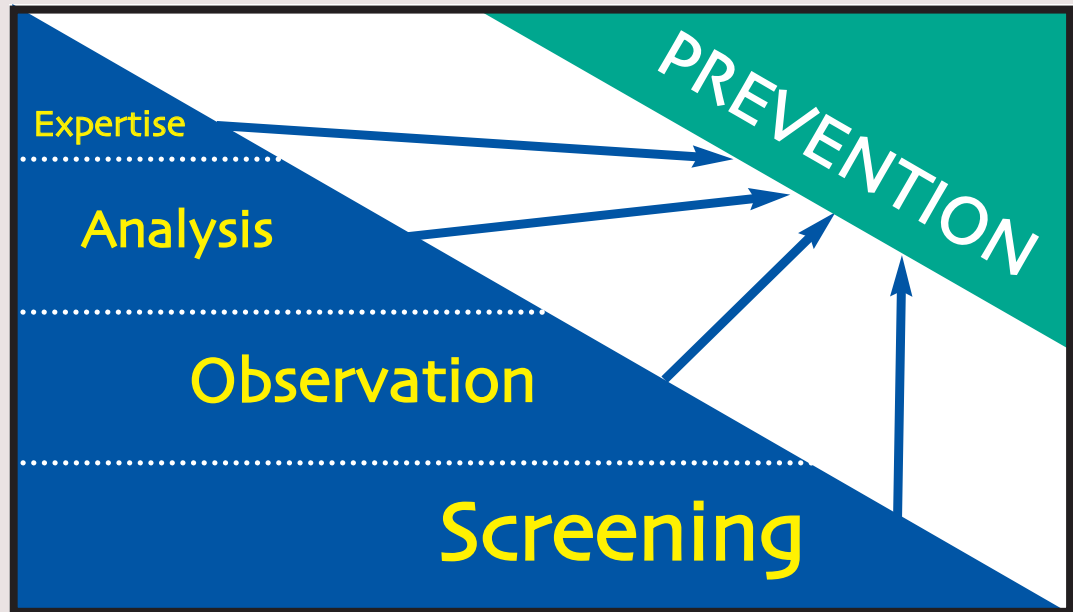 PREVENTION
Expertise
Analysis
Observation
Screening